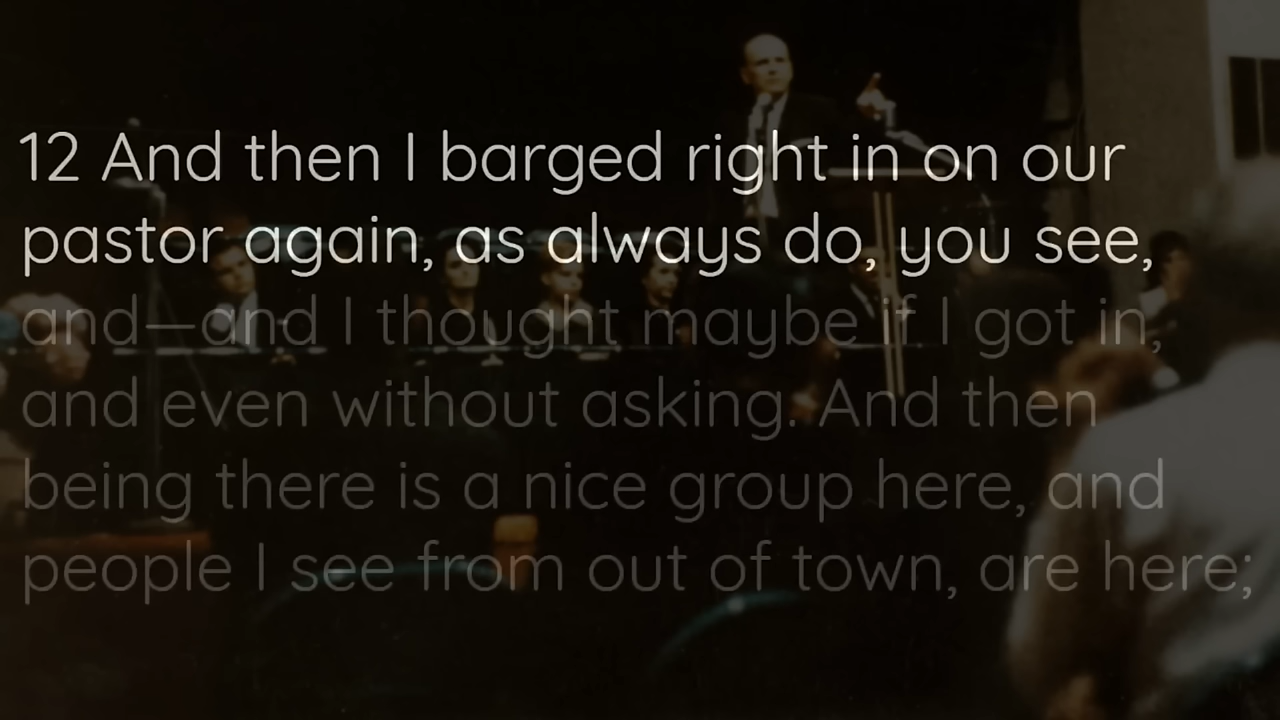 12 And then I barged right in on our
pastor again, as always do, you see,
and—and I thought maybe if I got in,
and even without asking. And then
being there is a nice group here, and
people I see from out of town, are here;